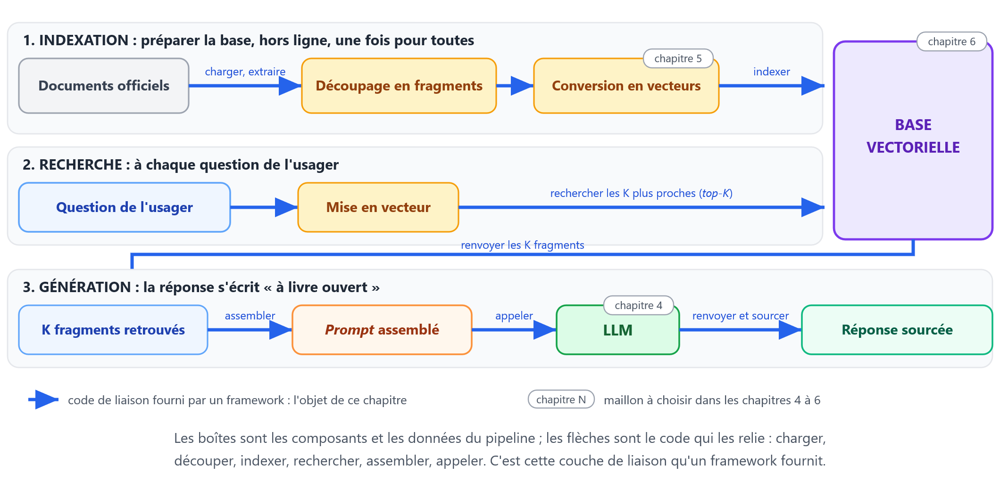 1. INDEXATION : préparer la base, hors ligne, une fois pour toutes
chapitre 6
chapitre 5
Documents officiels
charger, extraire
Découpage en fragments
Conversion en vecteurs
indexer
BASE
VECTORIELLE
2. RECHERCHE : à chaque question de l'usager
Question de l'usager
Mise en vecteur
rechercher les K plus proches (top-K)
renvoyer les K fragments
3. GÉNÉRATION : la réponse s'écrit « à livre ouvert »
chapitre 4
K fragments retrouvés
assembler
Prompt assemblé
appeler
LLM
renvoyer et sourcer
Réponse sourcée
code de liaison fourni par un framework : l'objet de ce chapitre
chapitre N
maillon à choisir dans les chapitres 4 à 6
Les boîtes sont les composants et les données du pipeline ; les flèches sont le code qui les relie : charger,
découper, indexer, rechercher, assembler, appeler. C'est cette couche de liaison qu'un framework fournit.